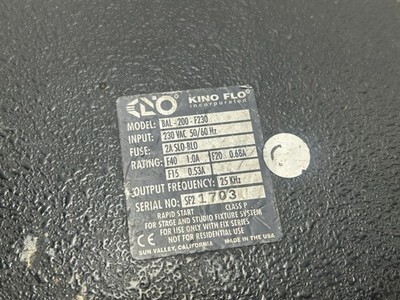 KINO FLO®
incorporated
MODEL: BAL-200-F230
INPUT: 230 VAC 50/60 Hz
FUSE: 2A SLO-BLO
RATING: F40 1.0A F20 0.68A
F15 0.53A
OUTPUT FREQUENCY: 25 KHz
SERIAL NO: SF2 1703
RAPID START CLASS P
FOR STAGE AND STUDIO FIXTURE SYSTEM
FOR USE ONLY WITH FIX SERIES
NOT FOR RESIDENTIAL USE
CE
SUN VALLEY, CALIFORNIA MADE IN THE USA